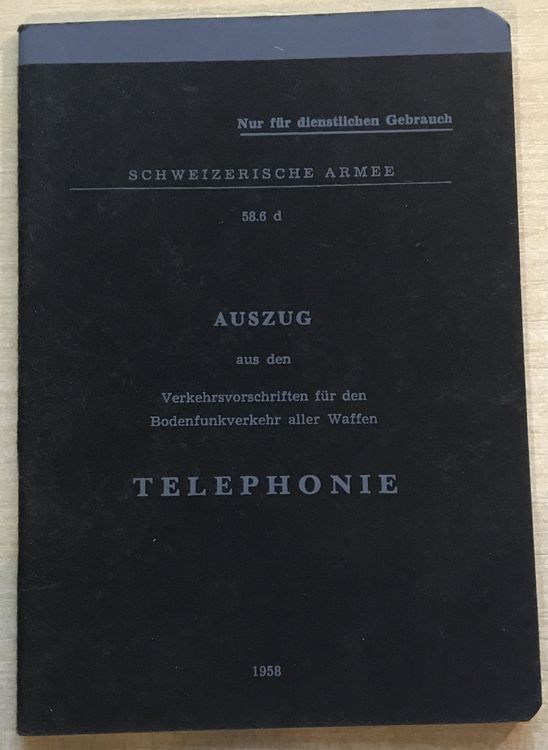 Nur für dienstlichen Gebrauch
SCHWEIZERISCHE ARMEE
58.6 d
AUSZUG
aus den
Verkehrsvorschriften für den
Bodenfunkverkehr aller Waffen
TELEPHONIE
1958